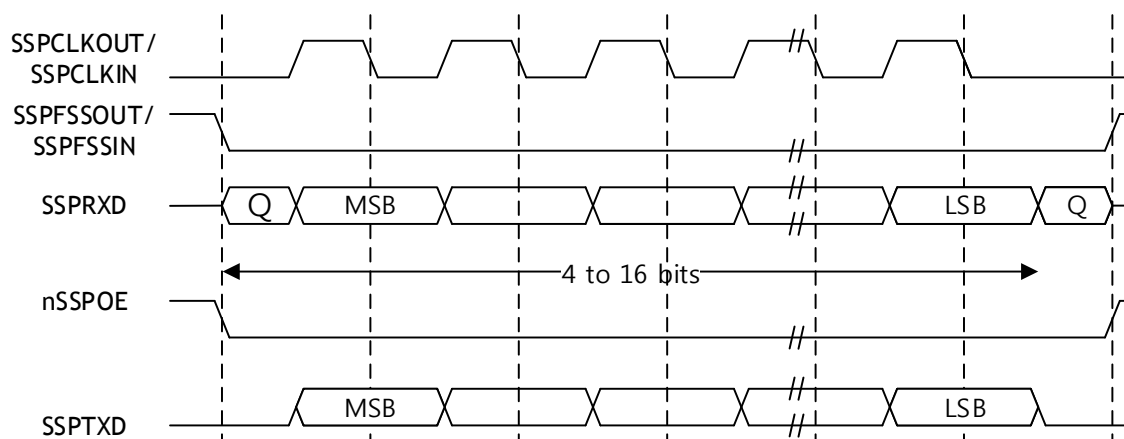 SSPCLKOUT/
SSPCLKIN
SSPFSSOUT/
SSPFSSIN
SSPRXD Q MSB LSB Q
4 to 16 bits
nSSPOE
SSPTXD MSB LSB